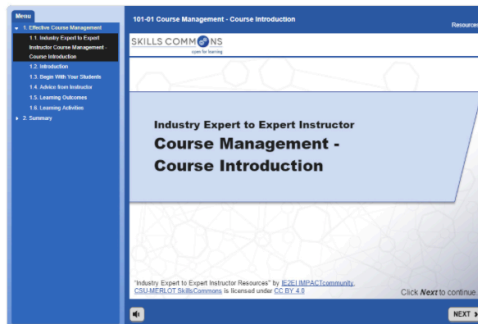 Menu
1. Effective Course Management
1.1. Industry Expert to Expert
Instructor Course Management -
Course Introduction
1.2. Introduction
1.3. Begin With Your Students
1.4. Advice from Instructor
1.5. Learning Outcomes
1.6. Learning Activities
2. Summary
101-01 Course Management - Course Introduction
Resources
SKILLS COMMONS
open for learning
Industry Expert to Expert Instructor
Course Management -
Course Introduction
"Industry Expert to Expert Instructor Resources" by IE2EI IMPACTcommunity,
CSU-MERLOT SkillsCommons is licensed under CC BY 4.0
Click Next to continue.
NEXT